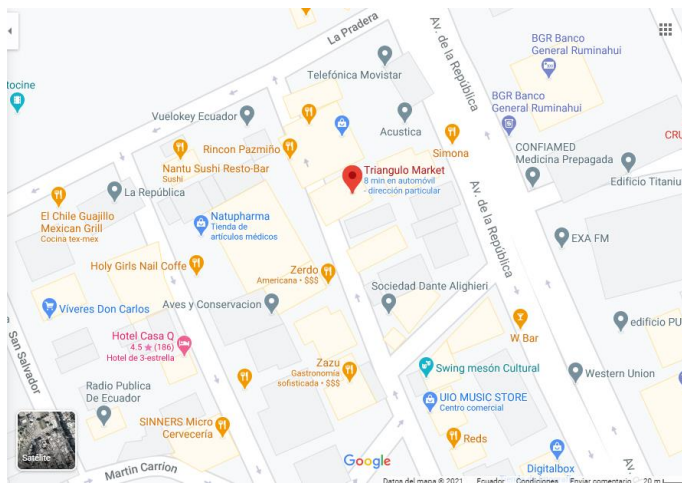 La Pradera
Av. de la República
BGR Banco
General Ruminahui
Telefónica Movistar
tocine
BGR Banco
General Ruminahui
Vuelokey Ecuador
Acustica
CRU
Rincon Pazmiño
Simona
CONFIAMED
Medicina Prepagada
Nantu Sushi Resto-Bar
Sushi
Triangulo Market
8 min en automóvil
- dirección particular
Edificio Titaniu
La República
Av. de la República
El Chile Guajillo
Mexican Grill
Cocina tex-mex
Natupharma
Tienda de
artículos médicos
EXA FM
Holy Girls Nail Coffe
Zerdo
Americana • $$$
Sociedad Dante Alighieri
Víveres Don Carlos
Aves y Conservacion
edificio PU
San Salvador
Hotel Casa Q
4.5 ★ (186)
Hotel de 3-estrella
W Bar
Zazu
Gastronomía
sofisticada • $$$
Swing mesón Cultural
Western Union
Radio Publica
De Ecuador
UIO MUSIC STORE
Centro comercial
SINNERS Micro
Cervecería
Reds
Satélite
Martin Carrion
Google
Digitalbox
Av.
Datos del mapa © 2021 Ecuador Condiciones Enviar comentario 20 m